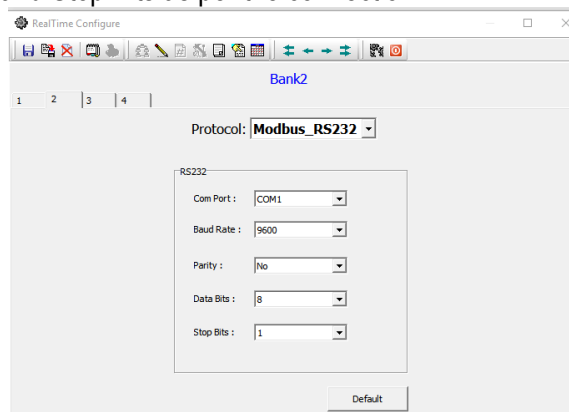 RealTime Configure
Bank2
1 2 3 4
Protocol: Modbus_RS232
RS232
Com Port : COM1
Baud Rate : 9600
Parity : No
Data Bits : 8
Stop Bits : 1
Default